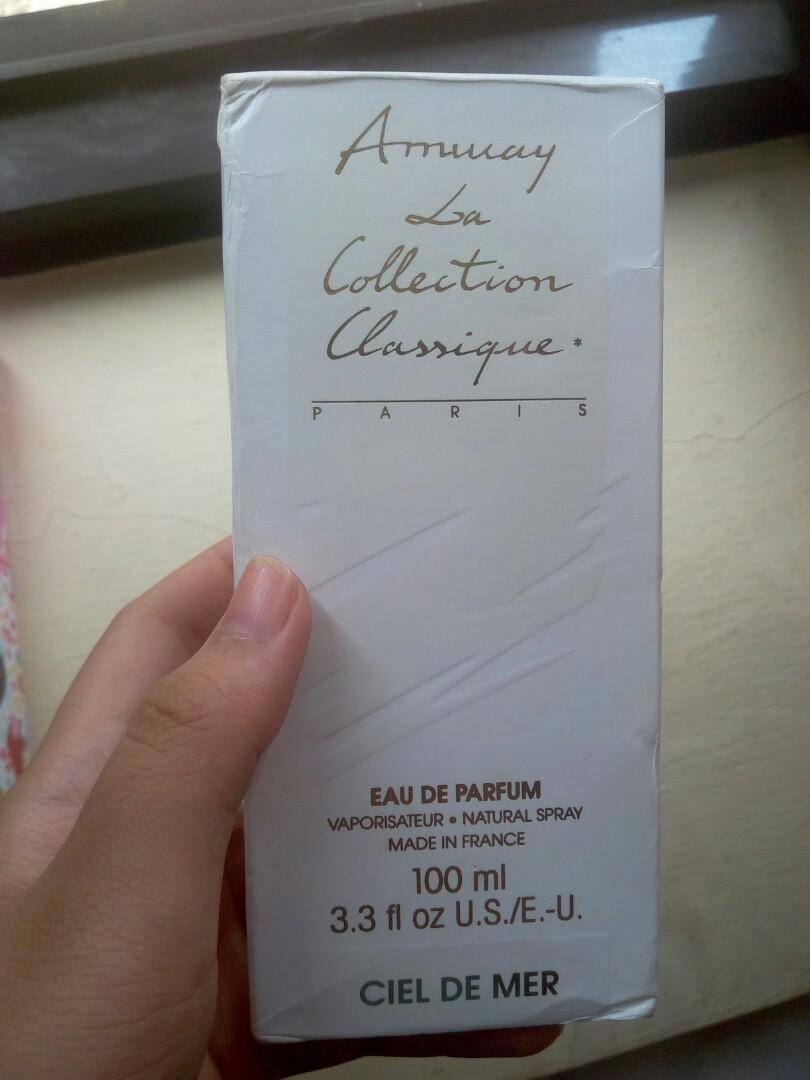 Amway
La
Collection
Classique*
PARIS
EAU DE PARFUM
VAPORISATEUR • NATURAL SPRAY
MADE IN FRANCE
100 ml
3.3 fl oz U.S./E.-U.
CIEL DE MER